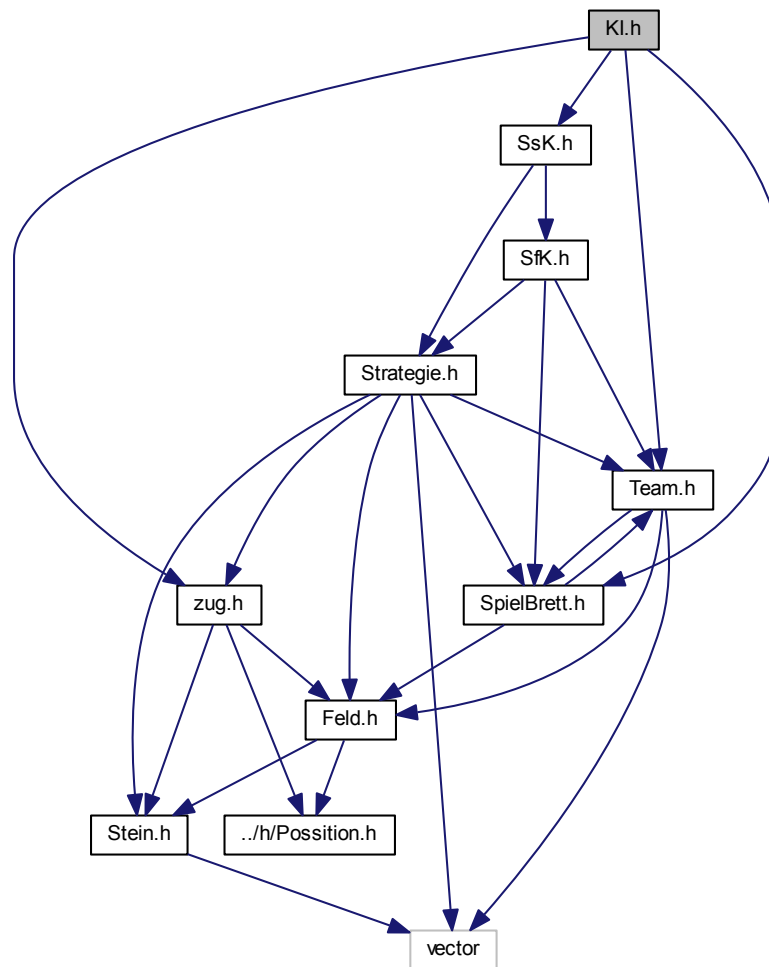 KI.h
SsK.h
SfK.h
Strategie.h
Team.h
zug.h
SpielBrett.h
Feld.h
Stein.h
../h/Possition.h
vector